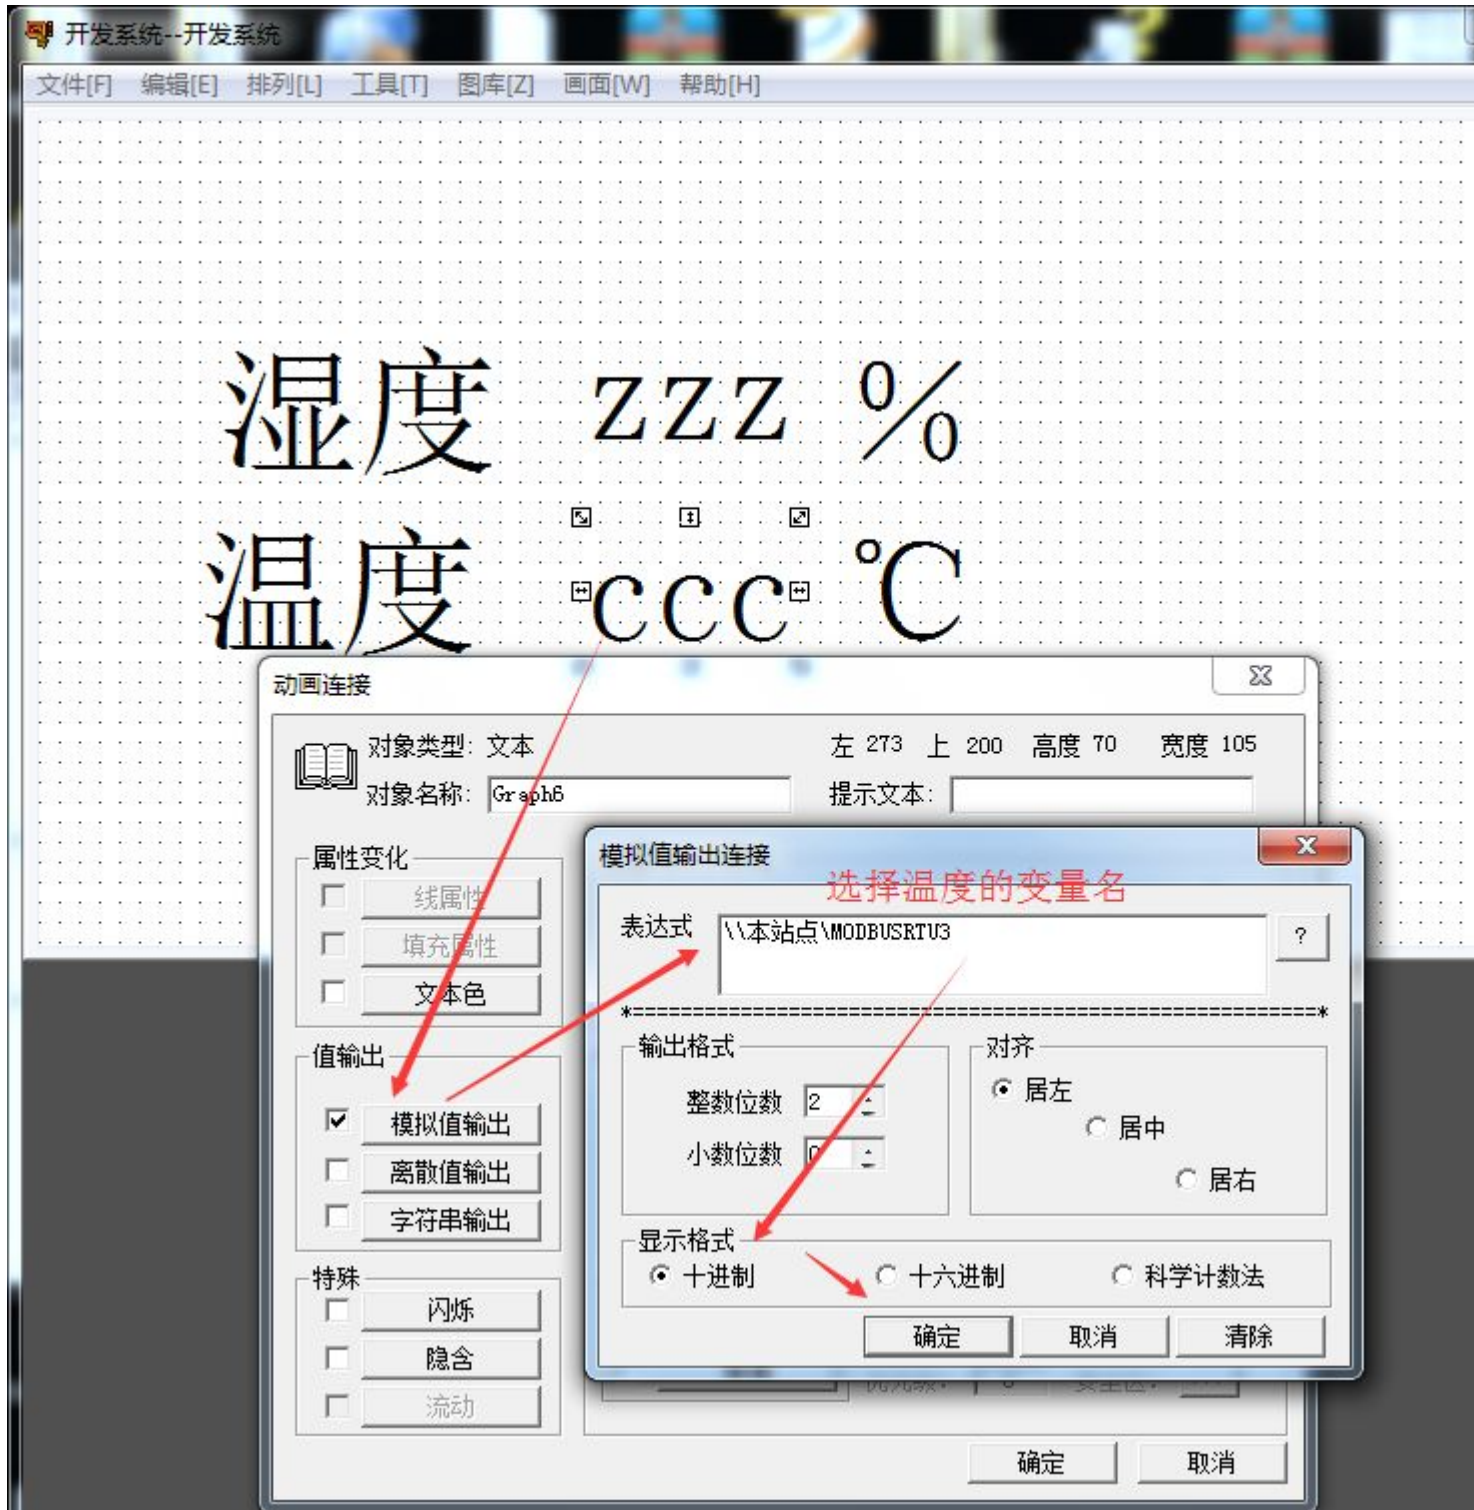 开发系统--开发系统
文件[F] 编辑[E] 排列[L] 工具[T] 图库[Z] 画面[W] 帮助[H]
湿度 zzz %
温度 ccc ℃
动画连接
对象类型: 文本 左 273 上 200 高度 70 宽度 105
对象名称: Graph6 提示文本:
属性变化
线属性
填充属性
文本色
值输出
模拟值输出
离散值输出
字符串输出
特殊
闪烁
隐含
流动
模拟值输出连接
选择温度的变量名
表达式 \\本站点\MODBUSRTU3 ?
*==========================================================*
输出格式
整数位数 2
小数位数 0
对齐
居左
居中
居右
显示格式
十进制 十六进制 科学计数法
确定 取消 清除
确定 取消